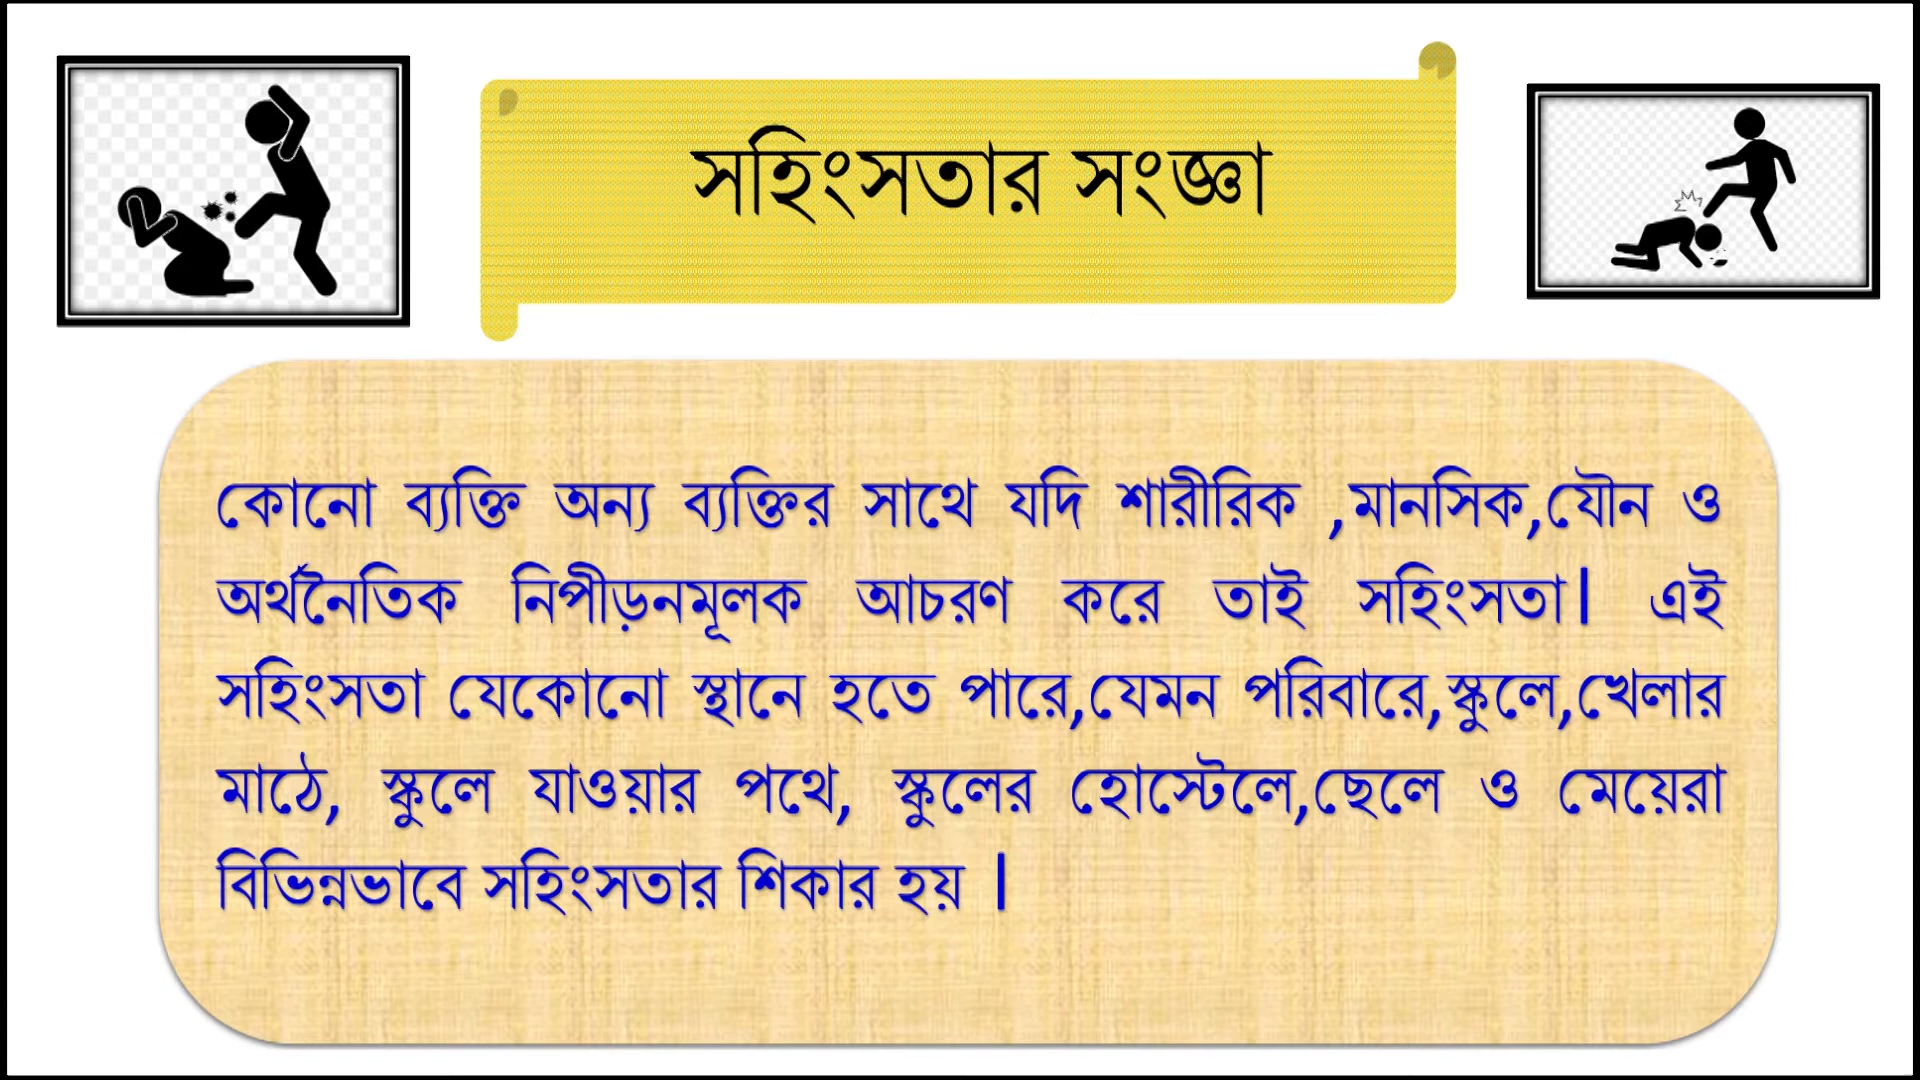 সহিংসতার সংজ্ঞা
কোনো ব্যক্তি অন্য ব্যক্তির সাথে যদি শারীরিক ,মানসিক,যৌন ও
অর্থনৈতিক নিপীড়নমূলক আচরণ করে তাই সহিংসতা| এই
সহিংসতা যেকোনো স্থানে হতে পারে,যেমন পরিবারে,স্কুলে,খেলার
মাঠে, স্কুলে যাওয়ার পথে, স্কুলের হোস্টেলে,ছেলে ও মেয়েরা
বিভিন্নভাবে সহিংসতার শিকার হয় |